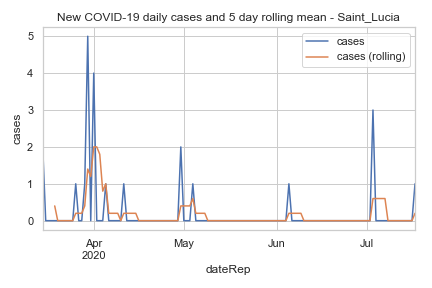 New COVID-19 daily cases and 5 day rolling mean - Saint_Lucia
cases
cases (rolling)
cases
5
4
3
2
1
0
Apr
2020
May
Jun
Jul
dateRep